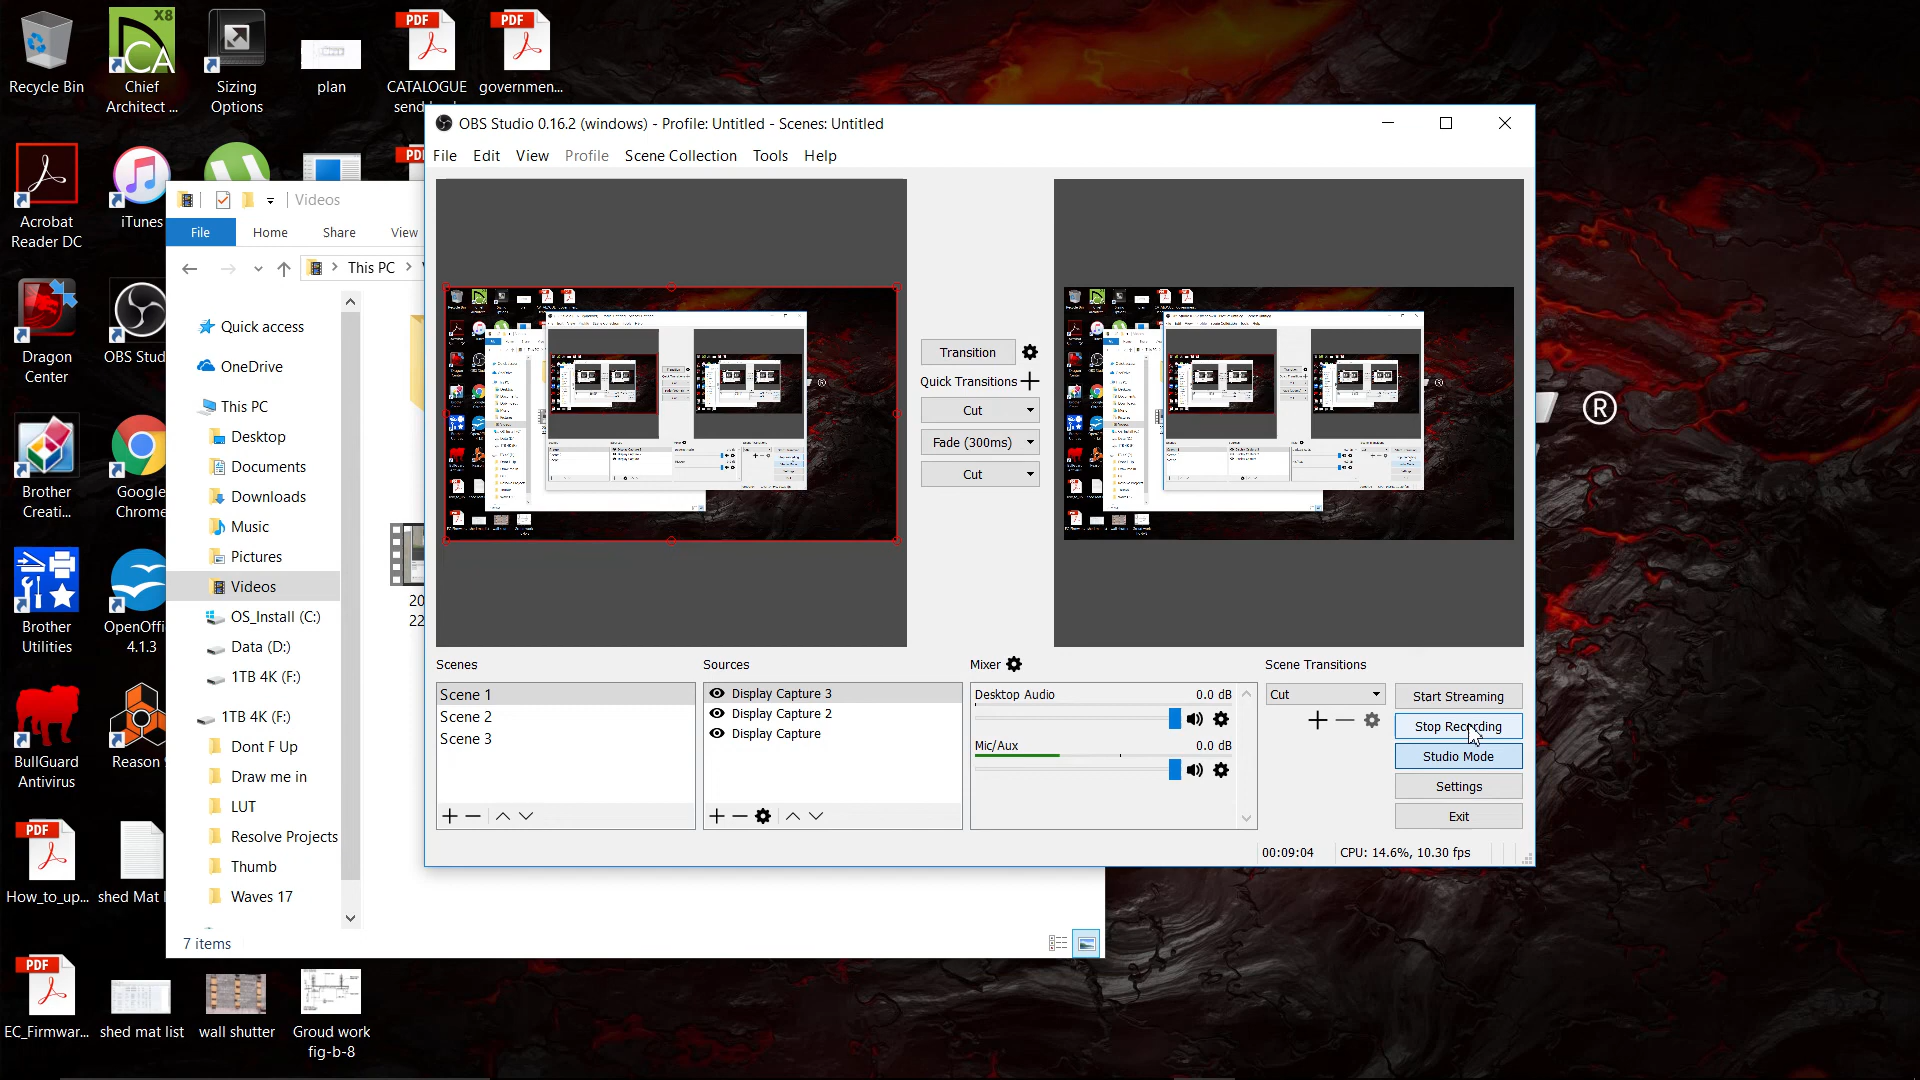 Recycle Bin
Chief
Architect ...
X8
CA
Sizing
Options
plan
PDF
CATALOGUE
PDF
governmen...
OBS Studio 0.16.2 (windows) - Profile: Untitled - Scenes: Untitled
File Edit View Profile Scene Collection Tools Help
Acrobat
Reader DC
iTunes
Videos
File Home Share View
This PC
Dragon
Center
OBS Stud
Quick access
OneDrive
This PC
Desktop
Documents
Downloads
Music
Pictures
Videos
OS_Install (C:)
Data (D:)
1TB 4K (F:)
1TB 4K (F:)
Dont F Up
Draw me in
LUT
Resolve Projects
Thumb
Waves 17
7 items
20
22
Brother
Creati...
Google
Chrome
Brother
Utilities
OpenOffi
4.1.3
BullGuard
Antivirus
Reason
PDF
How_to_up...
shed Mat l
PDF
EC_Firmwar...
shed mat list
wall shutter
Groud work
fig-b-8
Transition
Quick Transitions
Cut
Fade (300ms)
Cut
®
Scenes
Scene 1
Scene 2
Scene 3
Sources
Display Capture 3
Display Capture 2
Display Capture
Mixer
Desktop Audio 0.0 dB
Mic/Aux 0.0 dB
Scene Transitions
Cut
Start Streaming
Stop Recording
Studio Mode
Settings
Exit
00:09:04 CPU: 14.6%, 10.30 fps